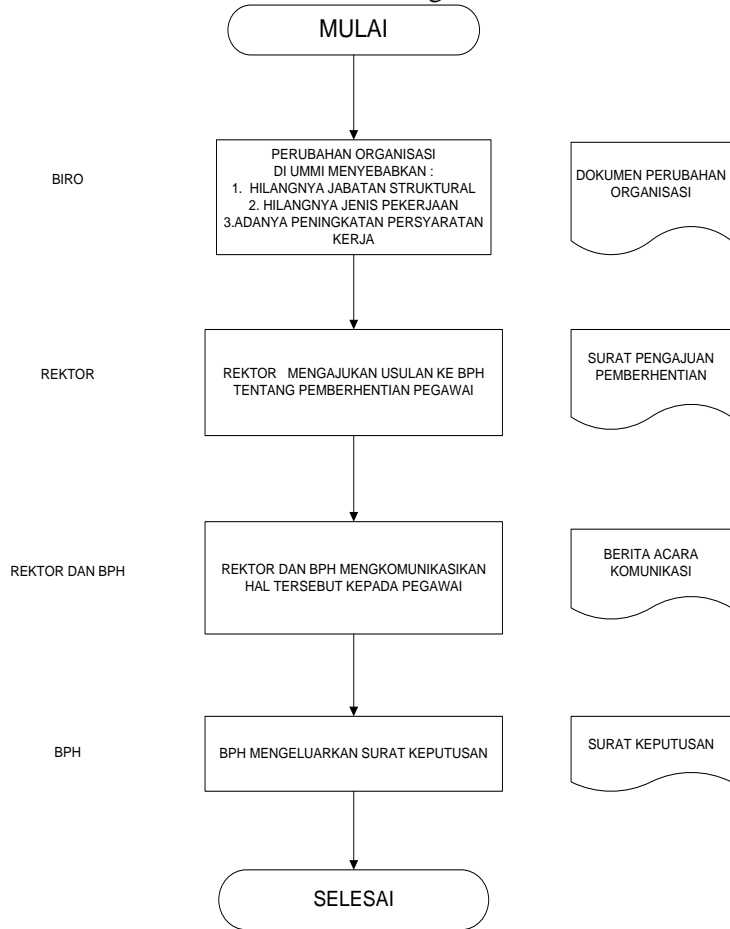 MULAI
BIRO
PERUBAHAN ORGANISASI
DI UMMI MENYEBABKAN :
1. HILANGNYA JABATAN STRUKTURAL
2. HILANGNYA JENIS PEKERJAAN
3.ADANYA PENINGKATAN PERSYARATAN
KERJA
DOKUMEN PERUBAHAN
ORGANISASI
REKTOR
REKTOR MENGAJUKAN USULAN KE BPH
TENTANG PEMBERHENTIAN PEGAWAI
SURAT PENGAJUAN
PEMBERHENTIAN
REKTOR DAN BPH
REKTOR DAN BPH MENGKOMUNIKASIKAN
HAL TERSEBUT KEPADA PEGAWAI
BERITA ACARA
KOMUNIKASI
BPH
BPH MENGELUARKAN SURAT KEPUTUSAN
SURAT KEPUTUSAN
SELESAI